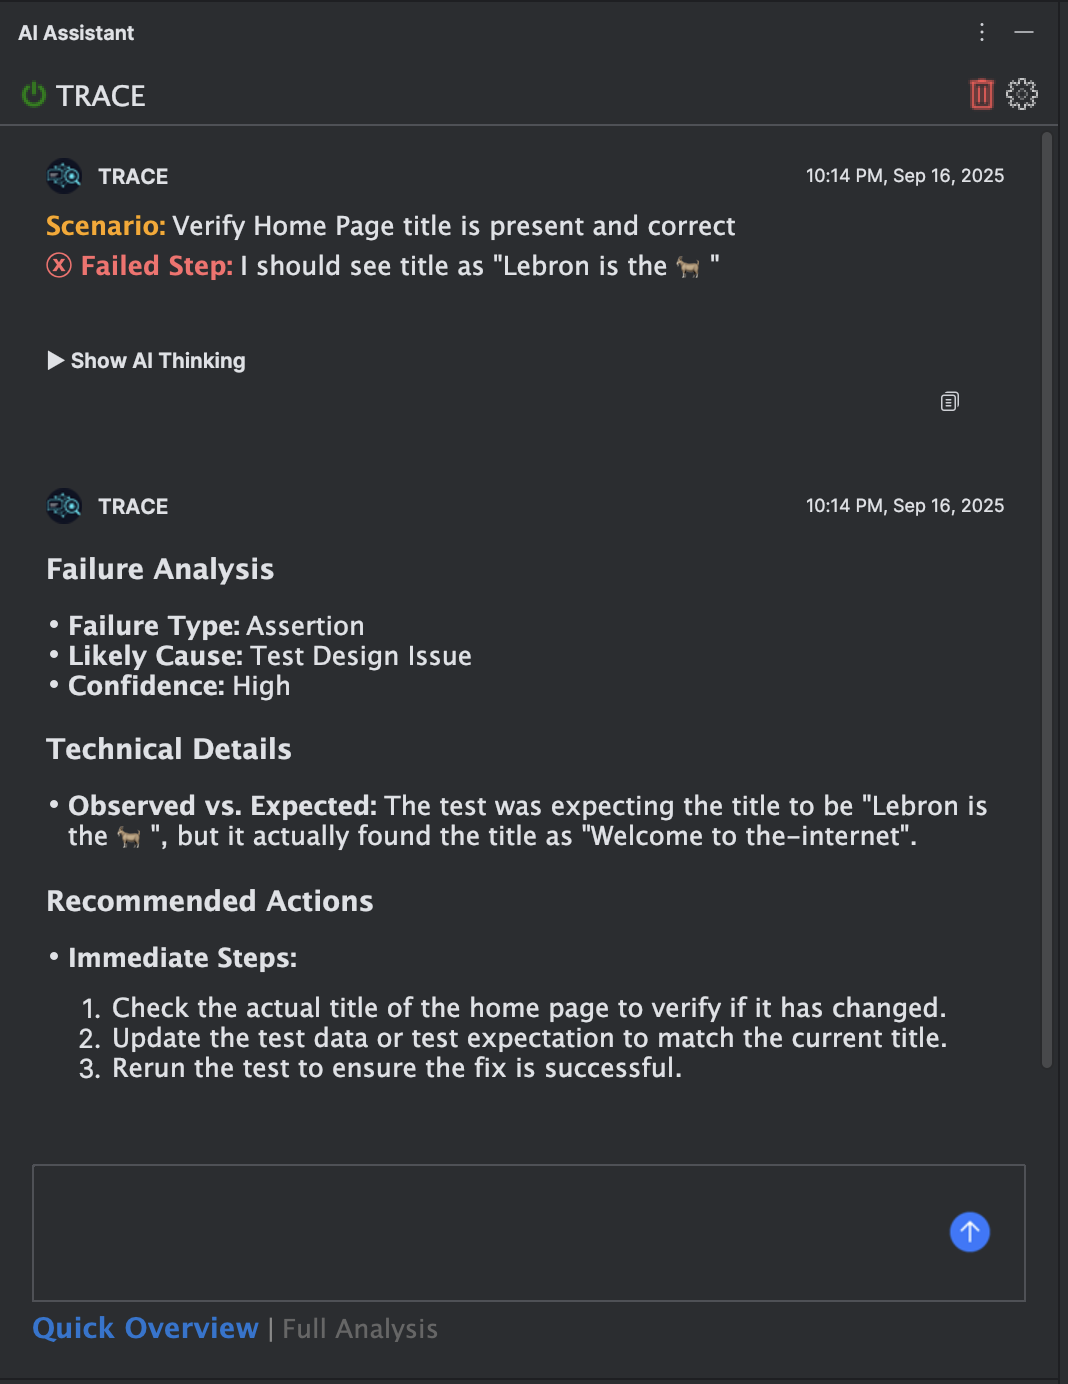 AI Assistant
TRACE
TRACE
10:14 PM, Sep 16, 2025
Scenario: Verify Home Page title is present and correct
Failed Step: I should see title as "Lebron is the 🐐 "
Show AI Thinking
TRACE
10:14 PM, Sep 16, 2025
Failure Analysis
• Failure Type: Assertion
• Likely Cause: Test Design Issue
• Confidence: High
Technical Details
• Observed vs. Expected: The test was expecting the title to be "Lebron is
the 🐐 ", but it actually found the title as "Welcome to the-internet".
Recommended Actions
• Immediate Steps:
1. Check the actual title of the home page to verify if it has changed.
2. Update the test data or test expectation to match the current title.
3. Rerun the test to ensure the fix is successful.
Quick Overview | Full Analysis